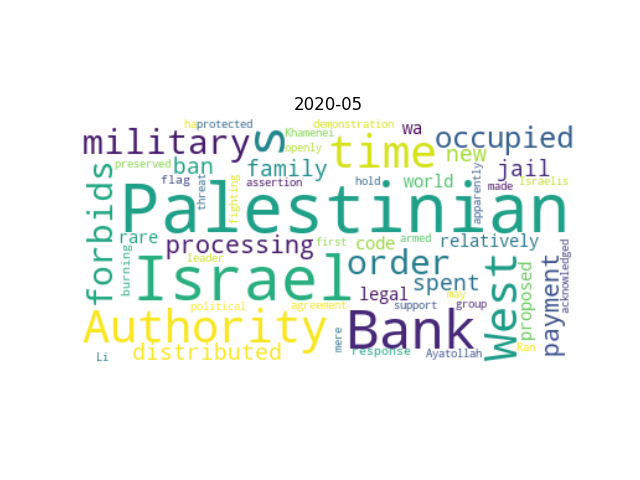 2020-05
ha protected demonstration
military s Khamenei wa occupied
openly time new
preserved ban family jail
flag threat fighting assertion hold world apparently made Israelis
forbids Palestinian
rare processing first code armed relatively acknowledged
burning leader Israel order West proposed payment
spent
legal may
political agreement support group
Authority Bank
distributed mere response Ayatollah Ran
Li